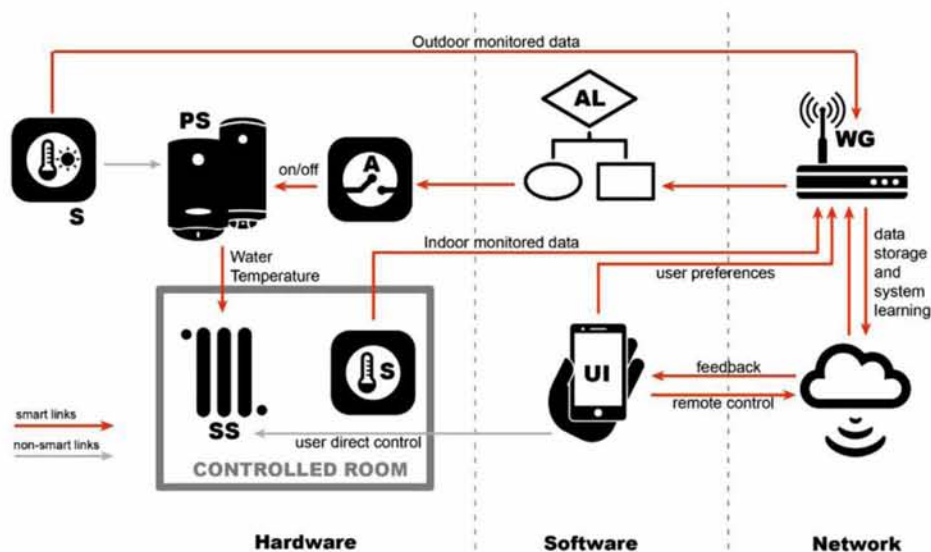 Outdoor monitored data
PS
AL
WG
A
on/off
S
Indoor monitored data
Water
Temperature
user preferences
data
storage
and
system
learning
S
UI
feedback
remote control
smart links
non-smart links
SS
user direct control
CONTROLLED ROOM
Hardware
Software
Network